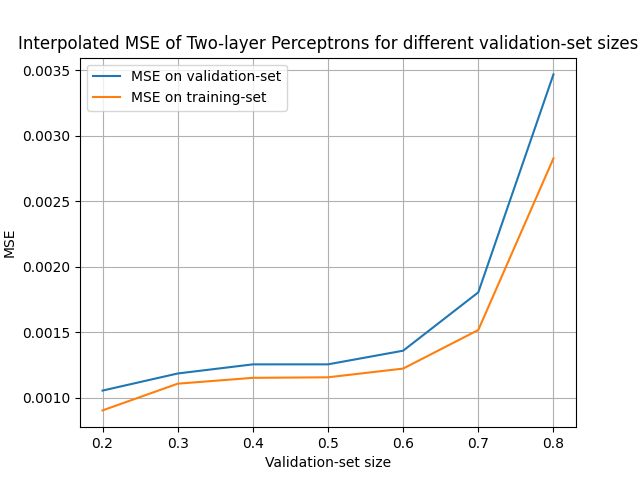 Interpolated MSE of Two-layer Perceptrons for different validation-set sizes
MSE on validation-set
MSE on training-set
0.0035
0.0030
0.0025
0.0020
0.0015
0.0010
MSE
0.2 0.3 0.4 0.5 0.6 0.7 0.8
Validation-set size